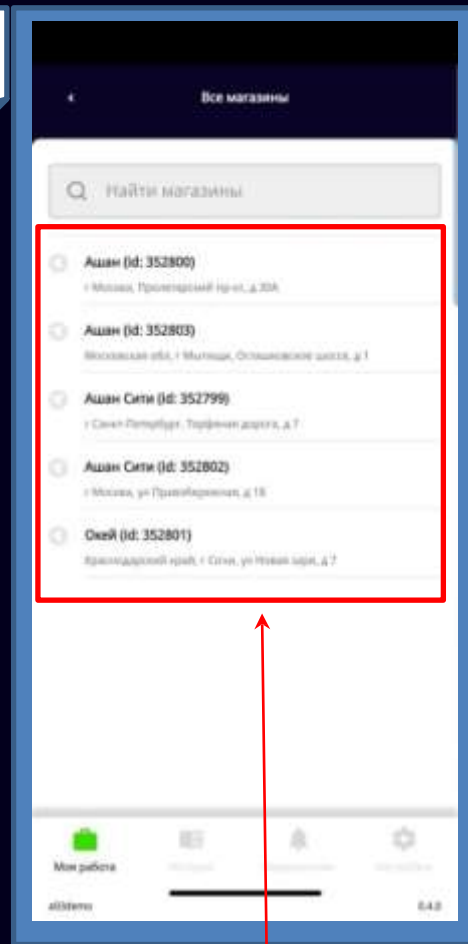 Все магазины
Найти магазины
Ашан (id: 352800)
г Москва, Пролетарский пр-кт, д 30А
Ашан (id: 352803)
Московская обл, г Мытищи, Осташковское шоссе, д 1
Ашан Сити (id: 352799)
г Санкт-Петербург, Торфяная дорога, д 7
Ашан Сити (id: 352802)
г Москва, ул Правобережная, д 1Б
Окей (id: 352801)
Краснодарский край, г Сочи, ул Новая заря, д 7
Моя работа
0.4.0